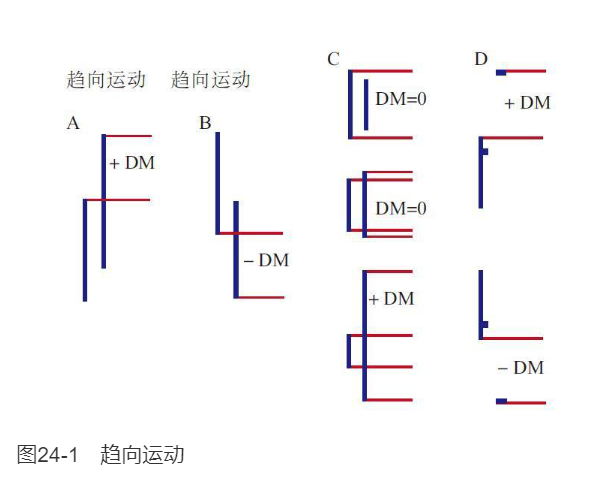 趋向运动 趋向运动
A
+ DM
B
− DM
C
DM=0
DM=0
+ DM
D
+ DM
− DM
图24-1 趋向运动